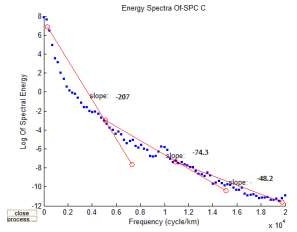 Energy Spectra Of-SPC C
Log Of Spectral Energy
8
6
4
2
0
-2
-4
-6
-8
-10
-12
slope: -207
slope -74.3
slope: -48.2
0 0.2 0.4 0.6 0.8 1 1.2 1.4 1.6 1.8 2
x 10⁴
Frequency (cycle/km)
close
process